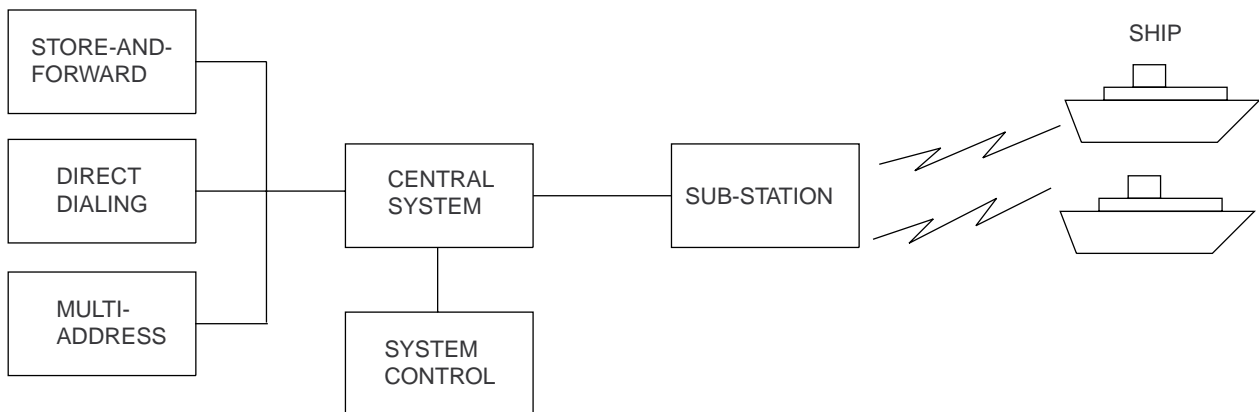 STORE-AND-
FORWARD
DIRECT
DIALING
MULTI-
ADDRESS
CENTRAL
SYSTEM
SYSTEM
CONTROL
SUB-STATION
SHIP